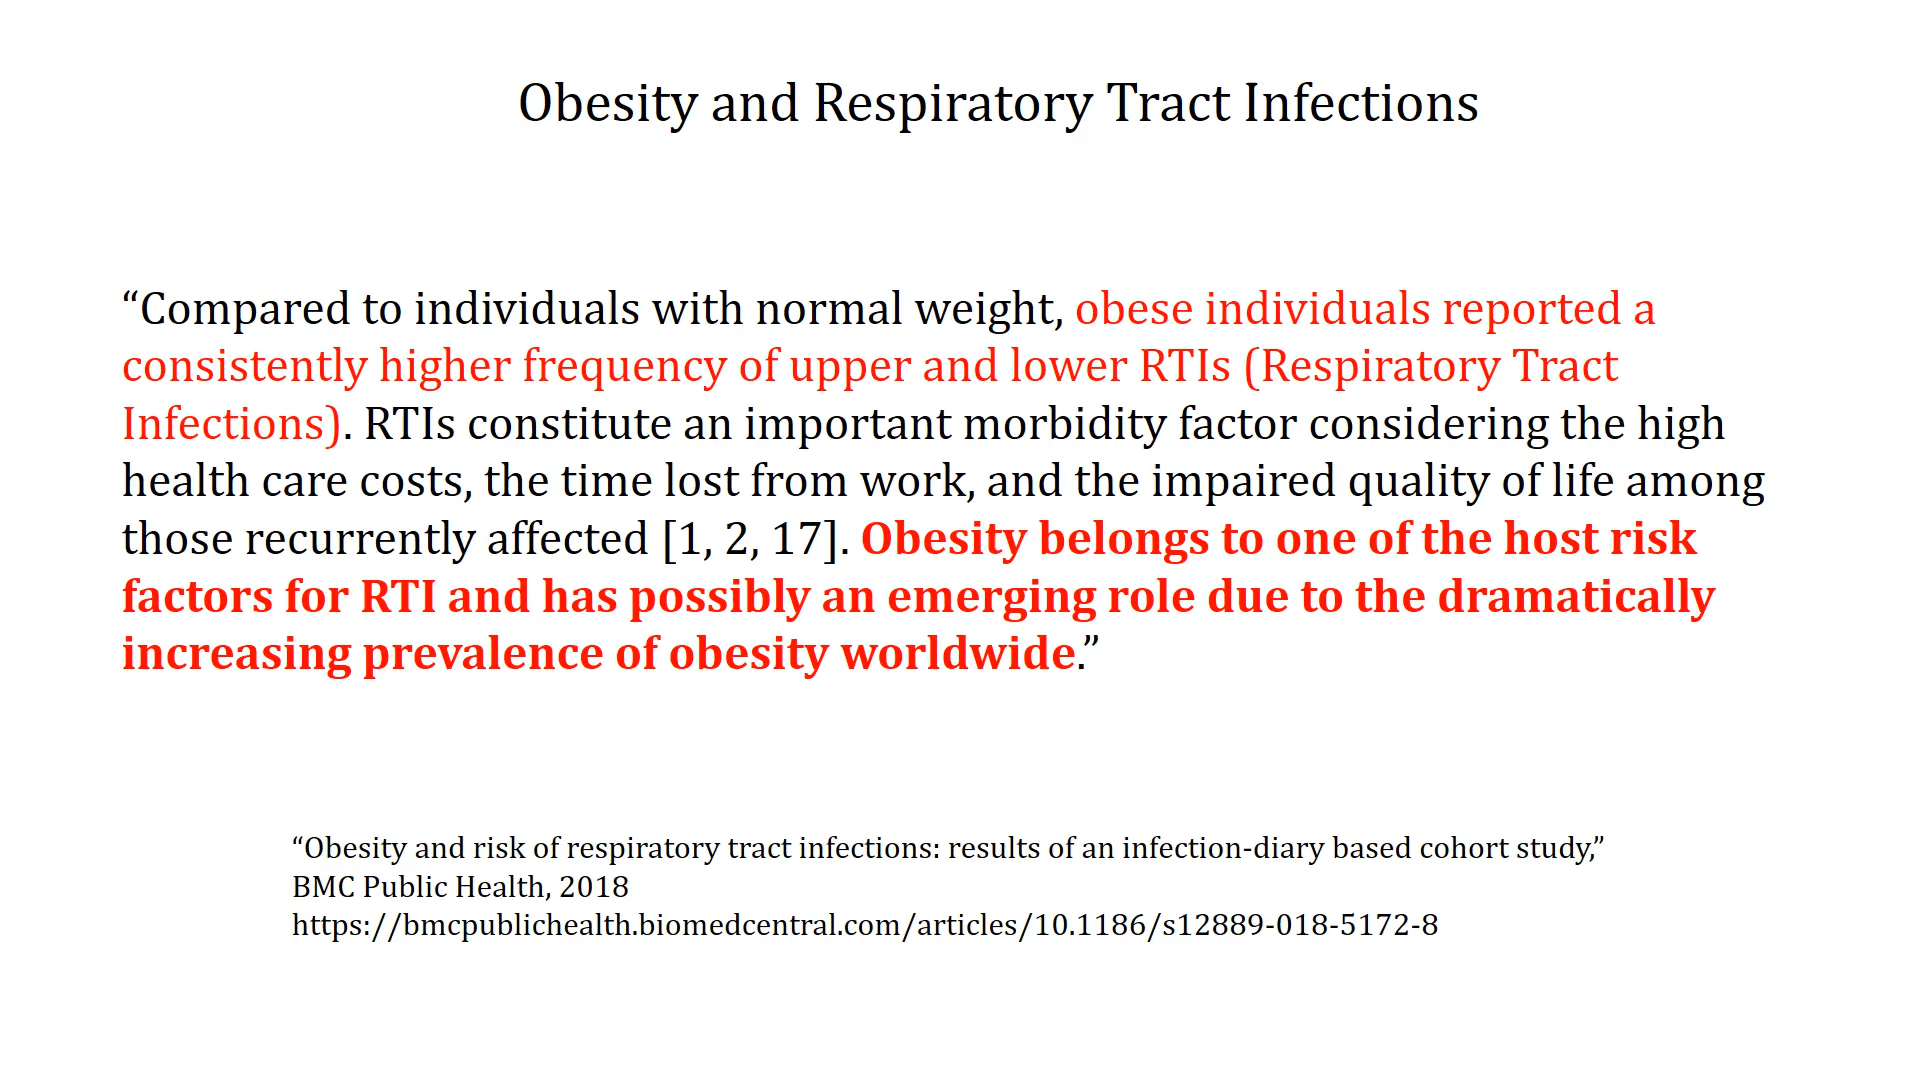 Obesity and Respiratory Tract Infections
“Compared to individuals with normal weight, obese individuals reported a
consistently higher frequency of upper and lower RTIs (Respiratory Tract
Infections). RTIs constitute an important morbidity factor considering the high
health care costs, the time lost from work, and the impaired quality of life among
those recurrently affected [1, 2, 17]. Obesity belongs to one of the host risk
factors for RTI and has possibly an emerging role due to the dramatically
increasing prevalence of obesity worldwide.”
“Obesity and risk of respiratory tract infections: results of an infection-diary based cohort study,”
BMC Public Health, 2018
https://bmcpublichealth.biomedcentral.com/articles/10.1186/s12889-018-5172-8